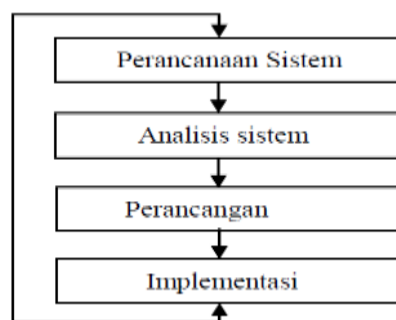 Perancanaan Sistem
Analisis sistem
Perancangan
Implementasi